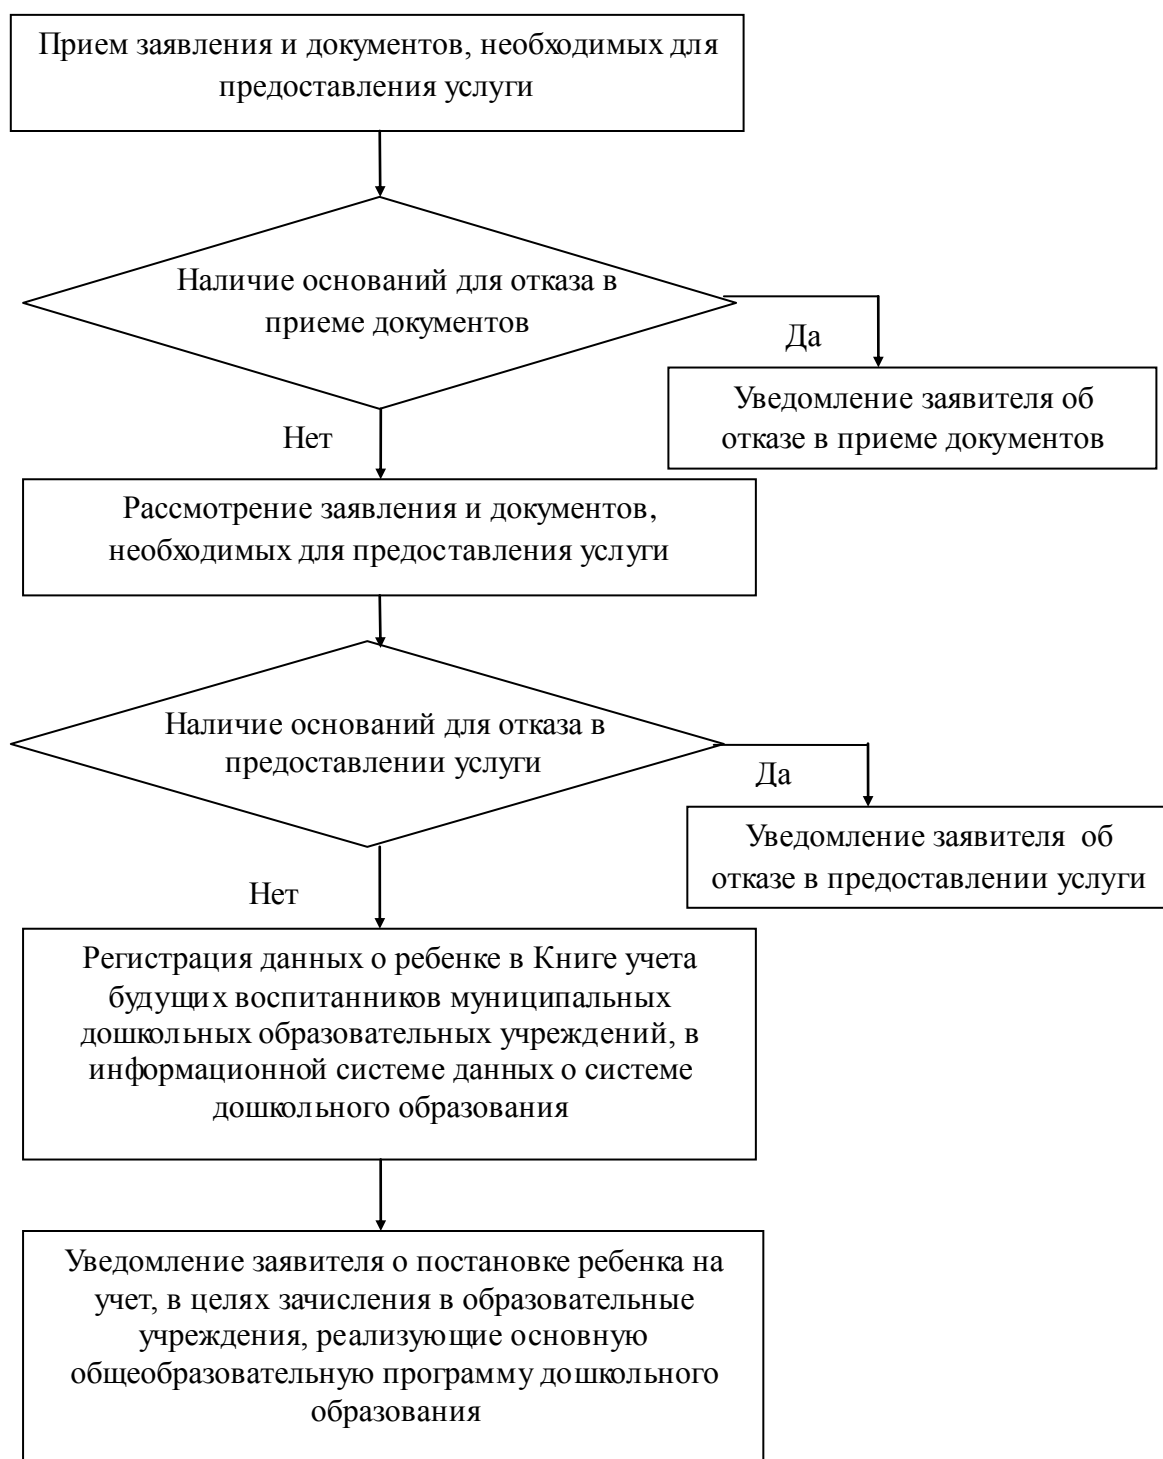 Прием заявления и документов, необходимых для
предоставления услуги
Наличие оснований для отказа в
приеме документов
Да
Уведомление заявителя об
отказе в приеме документов
Нет
Рассмотрение заявления и документов,
необходимых для предоставления услуги
Наличие оснований для отказа в
предоставлении услуги
Да
Уведомление заявителя об
отказе в предоставлении услуги
Нет
Регистрация данных о ребенке в Книге учета
будущих воспитанников муниципальных
дошкольных образовательных учреждений, в
информационной системе данных о системе
дошкольного образования
Уведомление заявителя о постановке ребенка на
учет, в целях зачисления в образовательные
учреждения, реализующие основную
общеобразовательную программу дошкольного
образования